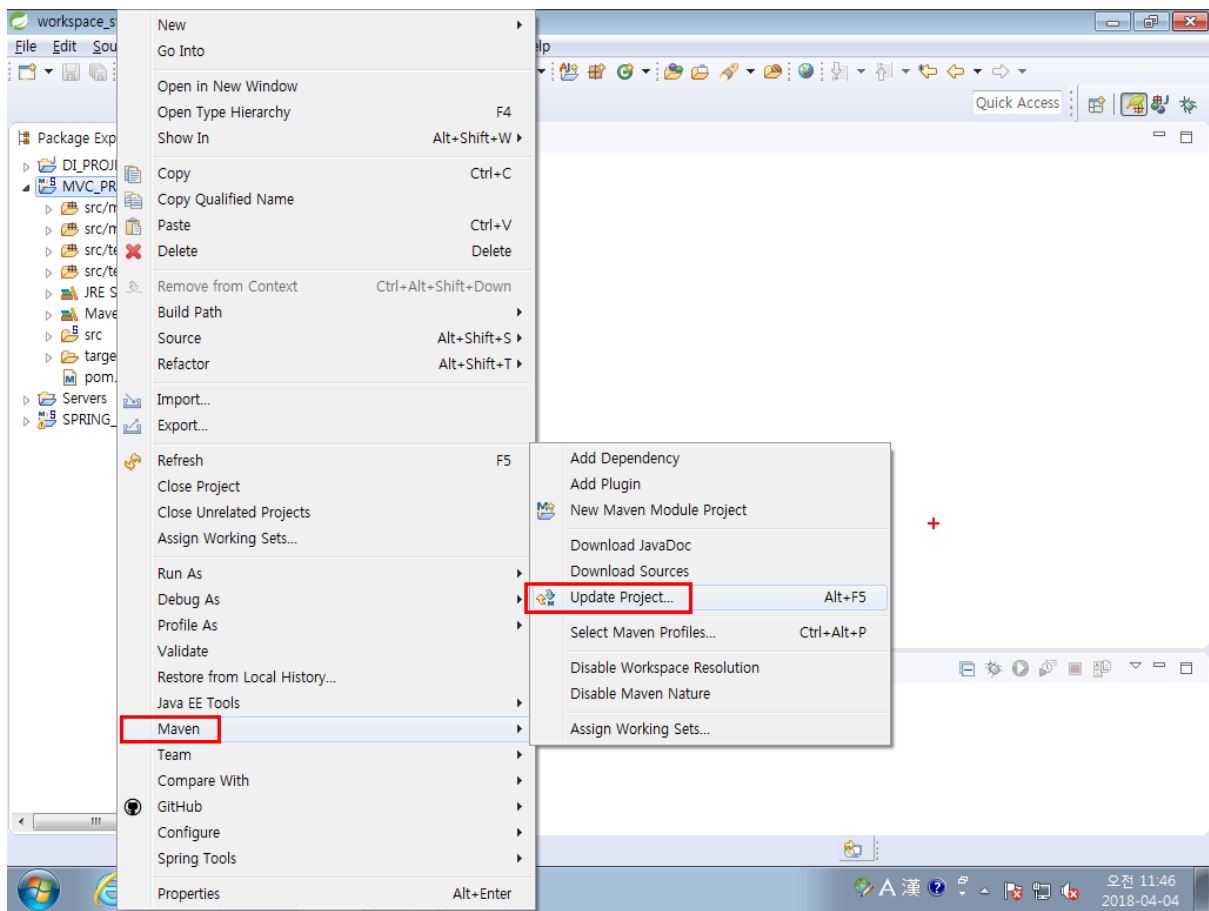 workspace_s
File Edit Sou
elp
Quick Access
Package Exp
DI_PROJI
MVC_PR
src/m
src/m
src/te
src/te
JRE S
Mave
src
targe
pom.
Servers
SPRING_
New
Go Into
Open in New Window
Open Type Hierarchy F4
Show In Alt+Shift+W
Copy Ctrl+C
Copy Qualified Name
Paste Ctrl+V
Delete Delete
Remove from Context Ctrl+Alt+Shift+Down
Build Path
Source Alt+Shift+S
Refactor Alt+Shift+T
Import...
Export...
Refresh F5
Close Project
Close Unrelated Projects
Assign Working Sets...
Run As
Debug As
Profile As
Validate
Restore from Local History...
Java EE Tools
Maven
Team
Compare With
GitHub
Configure
Spring Tools
Properties Alt+Enter
Add Dependency
Add Plugin
New Maven Module Project
Download JavaDoc
Download Sources
Update Project... Alt+F5
Select Maven Profiles... Ctrl+Alt+P
Disable Workspace Resolution
Disable Maven Nature
Assign Working Sets...
A 漢
오전 11:46
2018-04-04